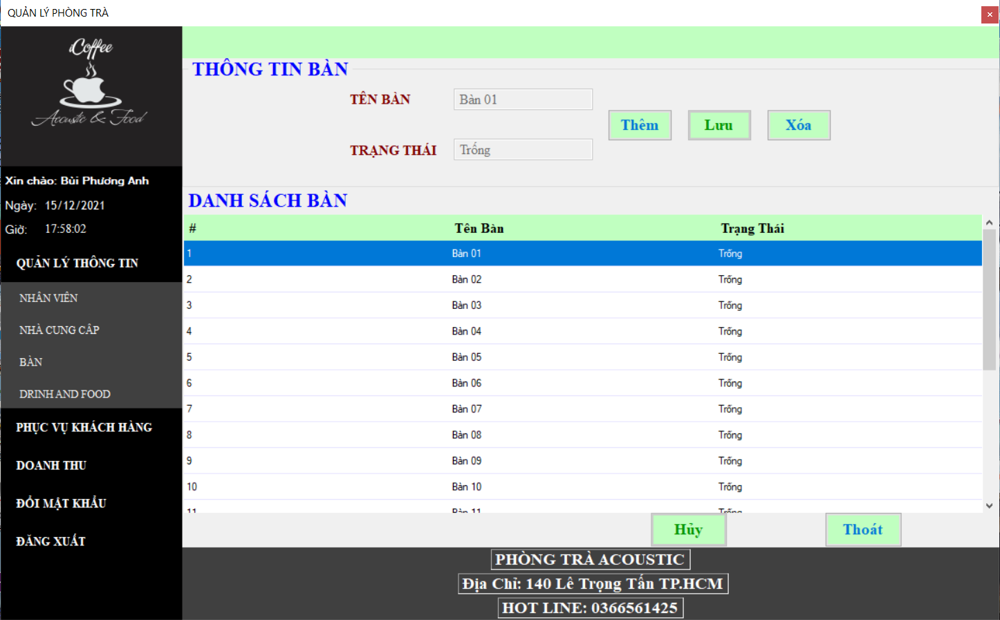 QUẢN LÝ PHÒNG TRÀ
iCoffee
Acoustic & Food
Xin chào: Bùi Phương Anh
Ngày: 15/12/2021
Giờ: 17:58:02
QUẢN LÝ THÔNG TIN
NHÂN VIÊN
NHÀ CUNG CẤP
BÀN
DRINH AND FOOD
PHỤC VỤ KHÁCH HÀNG
DOANH THU
ĐỔI MẬT KHẨU
ĐĂNG XUẤT
THÔNG TIN BÀN
TÊN BÀN Bàn 01
Thêm Lưu Xóa
TRẠNG THÁI Trống
DANH SÁCH BÀN
# Tên Bàn Trạng Thái
1 Bàn 01 Trống
2 Bàn 02 Trống
3 Bàn 03 Trống
4 Bàn 04 Trống
5 Bàn 05 Trống
6 Bàn 06 Trống
7 Bàn 07 Trống
8 Bàn 08 Trống
9 Bàn 09 Trống
10 Bàn 10 Trống
11 Bàn 11 Trống
Hủy Thoát
PHÒNG TRÀ ACOUSTIC
Địa Chỉ: 140 Lê Trọng Tấn TP.HCM
HOT LINE: 0366561425